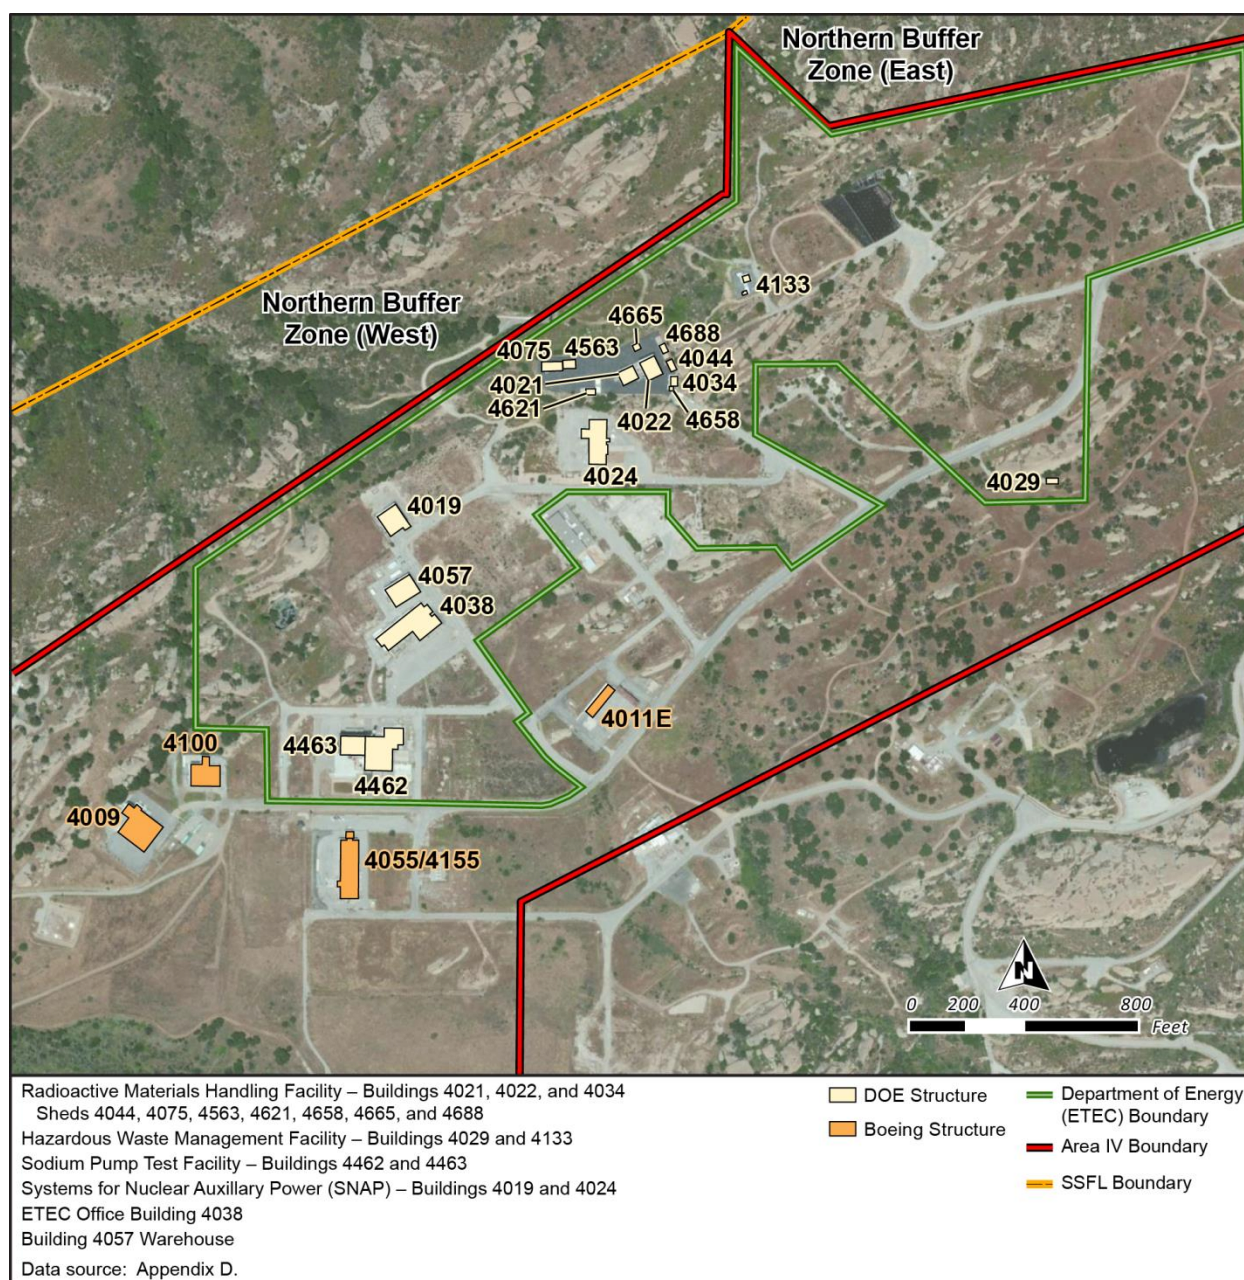 Northern Buffer
Zone (East)
Northern Buffer
Zone (West)
4133
4665
4688
4075
4563
4044
4021
4034
4621
4022
4658
4024
4029
4019
4057
4038
4011E
4100
4463
4462
4009
4055/4155
N
0 200 400 800
Feet
Radioactive Materials Handling Facility – Buildings 4021, 4022, and 4034
Sheds 4044, 4075, 4563, 4621, 4658, 4665, and 4688
Hazardous Waste Management Facility – Buildings 4029 and 4133
Sodium Pump Test Facility – Buildings 4462 and 4463
Systems for Nuclear Auxillary Power (SNAP) – Buildings 4019 and 4024
ETEC Office Building 4038
Building 4057 Warehouse
Data source: Appendix D.
DOE Structure
Boeing Structure
Department of Energy
(ETEC) Boundary
Area IV Boundary
SSFL Boundary